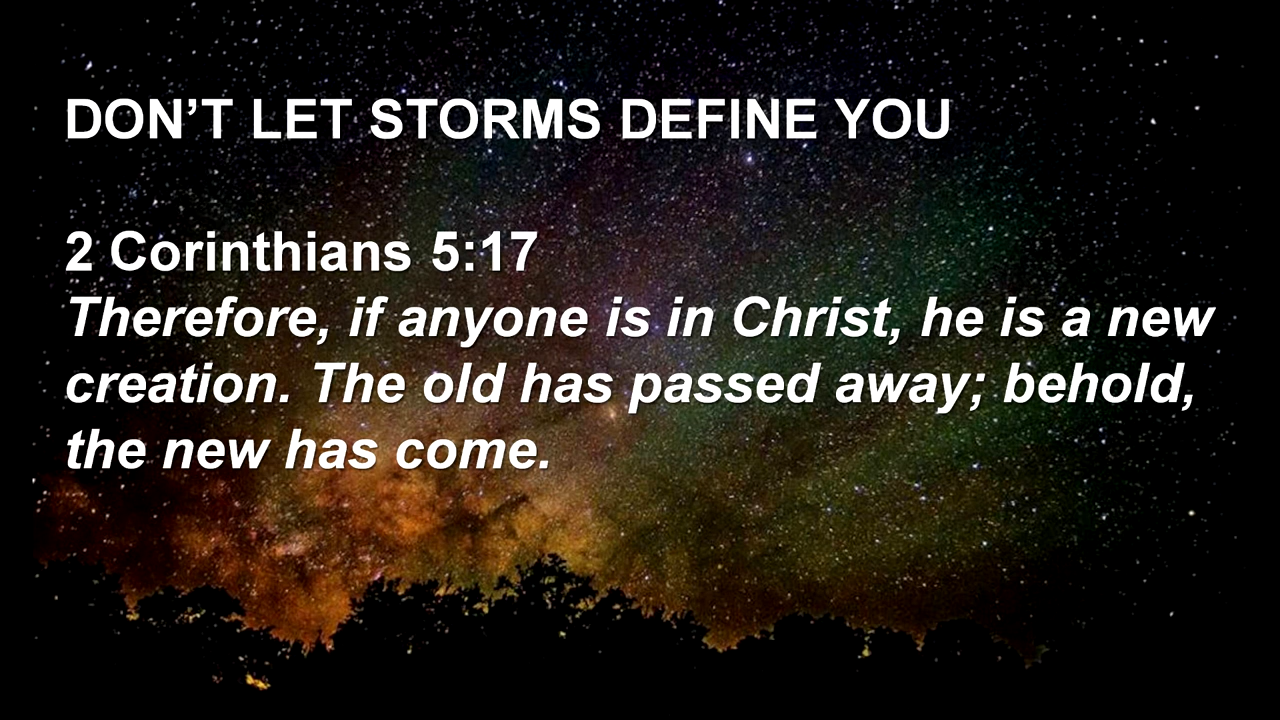 DON’T LET STORMS DEFINE YOU
2 Corinthians 5:17
Therefore, if anyone is in Christ, he is a new
creation. The old has passed away; behold,
the new has come.